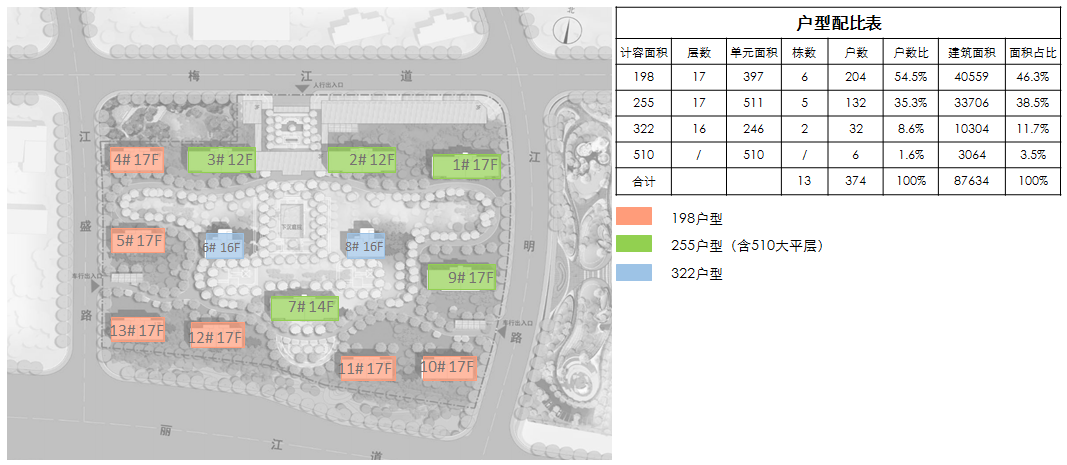 北
梅 江 道
人行出入口
江盛路
4# 17F
3# 12F
2# 12F
1# 17F
江明路
下沉庭院
5# 17F
6# 16F
8# 16F
车行出入口
9# 17F
7# 14F
13# 17F
12# 17F
车行出入口
11# 17F
10# 17F
丽 江 道
户型配比表
计容面积 层数 单元面积 栋数 户数 户数比 建筑面积 面积占比
198 17 397 6 204 54.5% 40559 46.3%
255 17 511 5 132 35.3% 33706 38.5%
322 16 246 2 32 8.6% 10304 11.7%
510 / 510 / 6 1.6% 3064 3.5%
合计 13 374 100% 87634 100%
198户型
255户型（含510大平层）
322户型